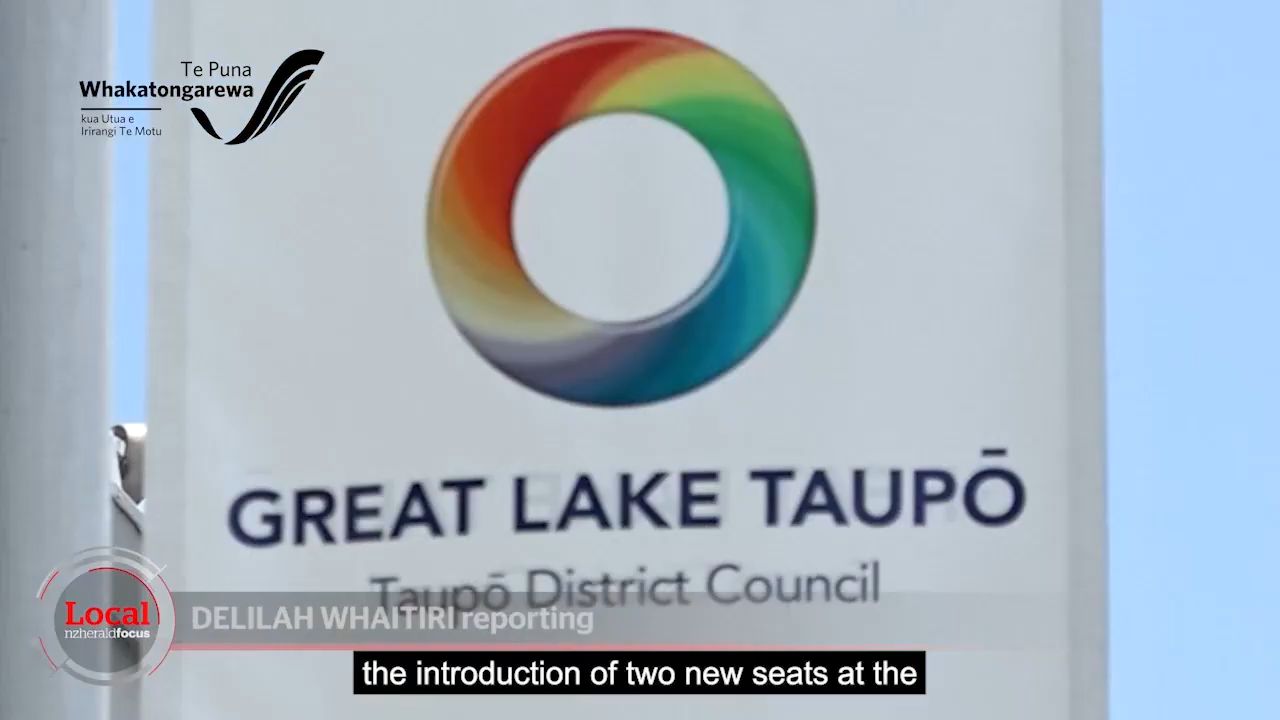 Te Puna
Whakatongarewa
kua Utua e
Irirangi Te Motu
GREAT LAKE TAUPŌ
Taupō District Council
Local
nzheraldfocus
DELILAH WHAITIRI reporting
the introduction of two new seats at the